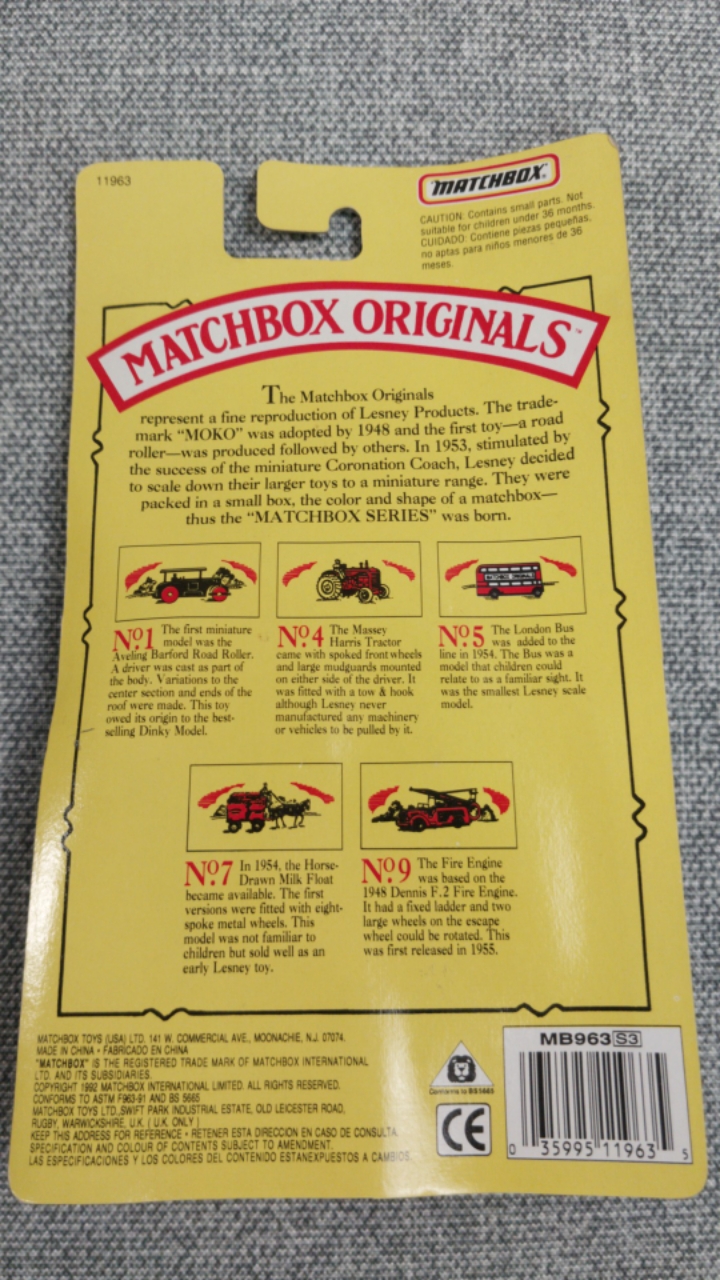 11963
MATCHBOX
CAUTION: Contains small parts. Not
suitable for children under 36 months.
CUIDADO: Contiene piezas pequeñas,
no aptas para niños menores de 36
meses.
MATCHBOX ORIGINALS™
The Matchbox Originals
represent a fine reproduction of Lesney Products. The trade-
mark "MOKO" was adopted by 1948 and the first toy—a road
roller—was produced followed by others. In 1953, stimulated by
the success of the miniature Coronation Coach, Lesney decided
to scale down their larger toys to a miniature range. They were
packed in a small box, the color and shape of a matchbox—
thus the "MATCHBOX SERIES" was born.
MATCHBOX ORIGINALS
Nº.1 The first miniature
model was the
Aveling Barford Road Roller.
A driver was cast as part of
the body. Variations to the
center section and ends of the
roof were made. This toy
owed its origin to the best-
selling Dinky Model.
Nº.4 The Massey
Harris Tractor
came with spoked front wheels
and large mudguards mounted
on either side of the driver. It
was fitted with a tow & hook
although Lesney never
manufactured any machinery
or vehicles to be pulled by it.
Nº.5 The London Bus
was added to the
line in 1954. The Bus was a
model that children could
relate to as a familiar sight. It
was the smallest Lesney scale
model.
Nº.7 In 1954, the Horse-
Drawn Milk Float
became available. The first
versions were fitted with eight-
spoke metal wheels. This
model was not familiar to
children but sold well as an
early Lesney toy.
Nº.9 The Fire Engine
was based on the
1948 Dennis F.2 Fire Engine.
It had a fixed ladder and two
large wheels on the escape
wheel could be rotated. This
was first released in 1955.
MATCHBOX TOYS (USA) LTD. 141 W. COMMERCIAL AVE., MOONACHIE, N.J. 07074.
MADE IN CHINA • FABRICADO EN CHINA
"MATCHBOX" IS THE REGISTERED TRADE MARK OF MATCHBOX INTERNATIONAL
LTD. AND ITS SUBSIDIARIES.
COPYRIGHT 1992 MATCHBOX INTERNATIONAL LIMITED. ALL RIGHTS RESERVED.
CONFORMS TO ASTM F963-91 AND BS 5665
MATCHBOX TOYS LTD.,SWIFT PARK INDUSTRIAL ESTATE, OLD LEICESTER ROAD,
RUGBY, WARWICKSHIRE, U.K. ( U.K. ONLY )
KEEP THIS ADDRESS FOR REFERENCE • RETENER ESTA DIRECCION EN CASO DE CONSULTA.
SPECIFICATION AND COLOUR OF CONTENTS SUBJECT TO AMENDMENT.
LAS ESPECIFICACIONES Y LOS COLORES DEL CONTENIDO ESTANEXPUESTOS A CAMBIOS.
Conforms to BS5665
CE
MB963 S3
0 35995 11963 5